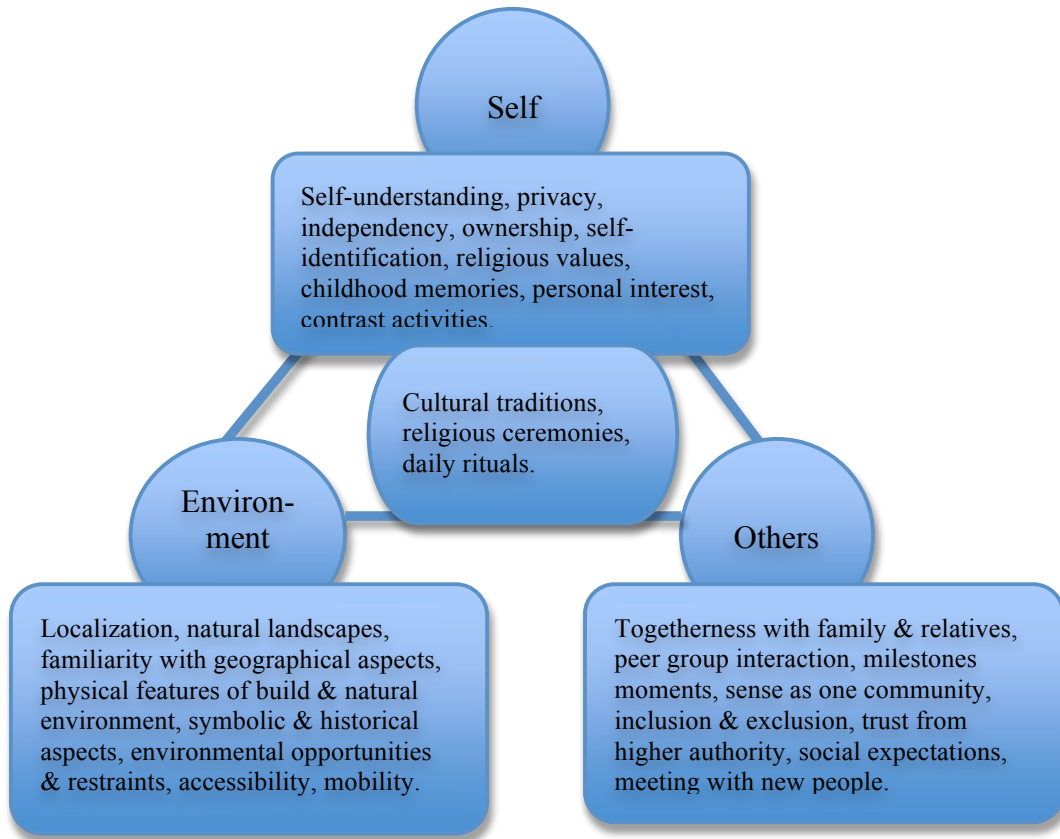 Self
Self-understanding, privacy,
independency, ownership, self-
identification, religious values,
childhood memories, personal interest,
contrast activities.
Cultural traditions,
religious ceremonies,
daily rituals.
Environ-
ment
Others
Localization, natural landscapes,
familiarity with geographical aspects,
physical features of build & natural
environment, symbolic & historical
aspects, environmental opportunities
& restraints, accessibility, mobility.
Togetherness with family & relatives,
peer group interaction, milestones
moments, sense as one community,
inclusion & exclusion, trust from
higher authority, social expectations,
meeting with new people.